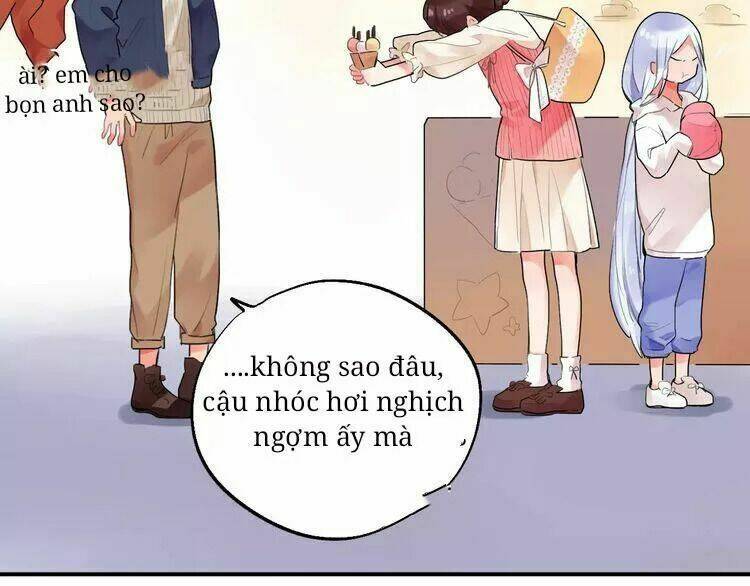 ài? em cho
bọn anh sao?
....không sao đâu,
cậu nhóc hơi nghịch
ngợm ấy mà